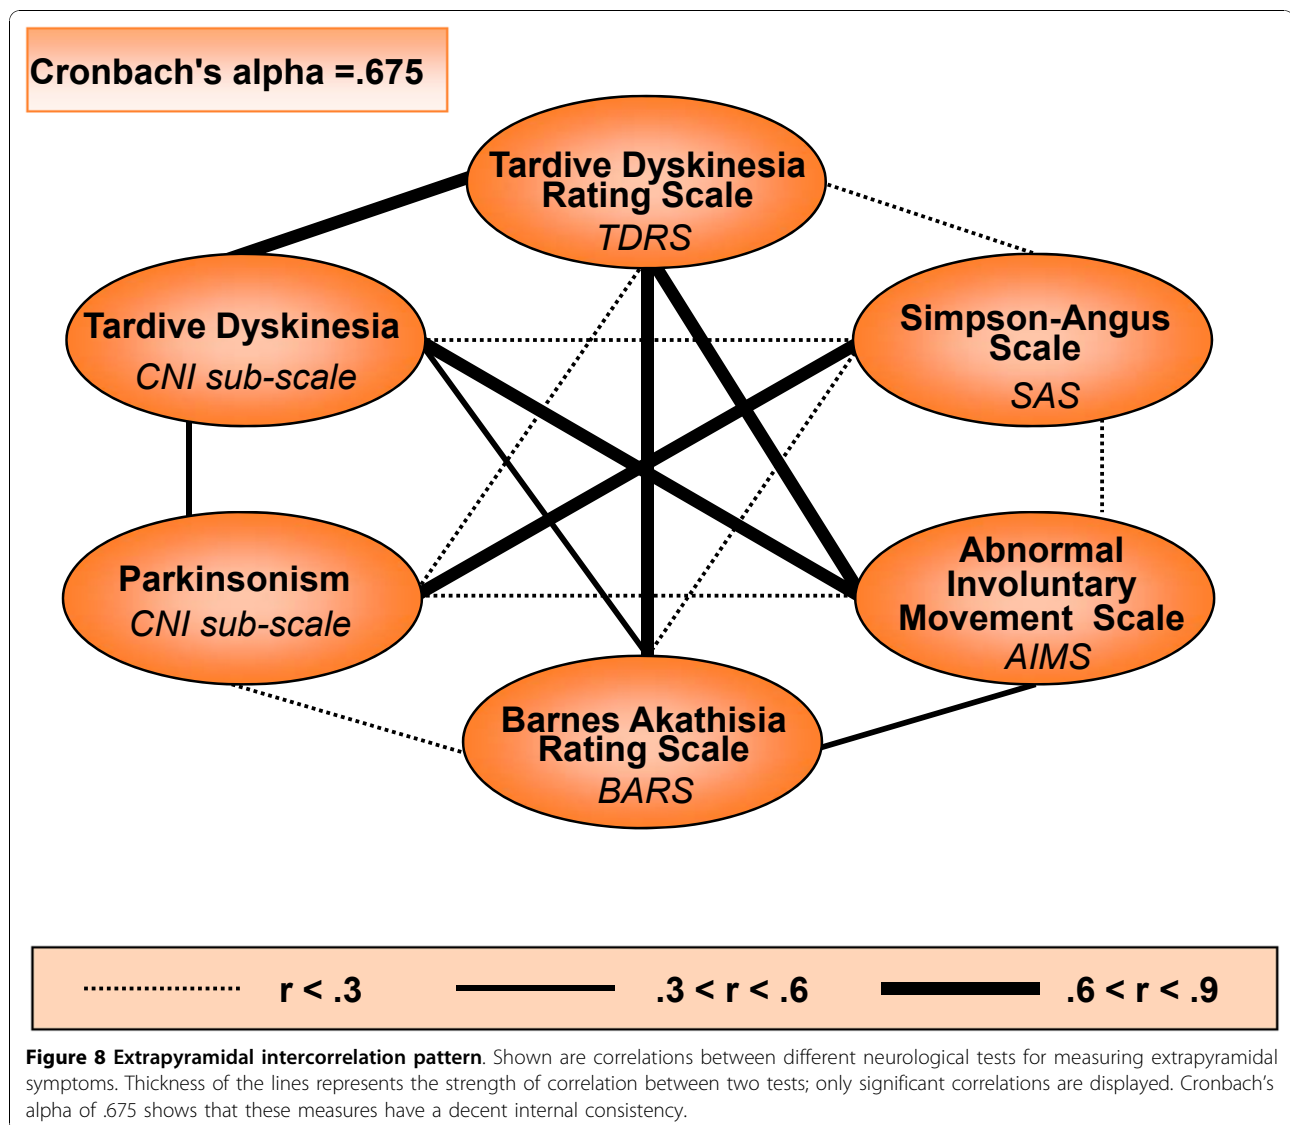 Cronbach's alpha =.675
Tardive Dyskinesia
Rating Scale
TDRS
Tardive Dyskinesia
CNI sub-scale
Simpson-Angus
Scale
SAS
Parkinsonism
CNI sub-scale
Abnormal
Involuntary
Movement Scale
AIMS
Barnes Akathisia
Rating Scale
BARS
r < .3
.3 < r < .6
.6 < r < .9
Figure 8 Extrapyramidal intercorrelation pattern. Shown are correlations between different neurological tests for measuring extrapyramidal
symptoms. Thickness of the lines represents the strength of correlation between two tests; only significant correlations are displayed. Cronbach's
alpha of .675 shows that these measures have a decent internal consistency.